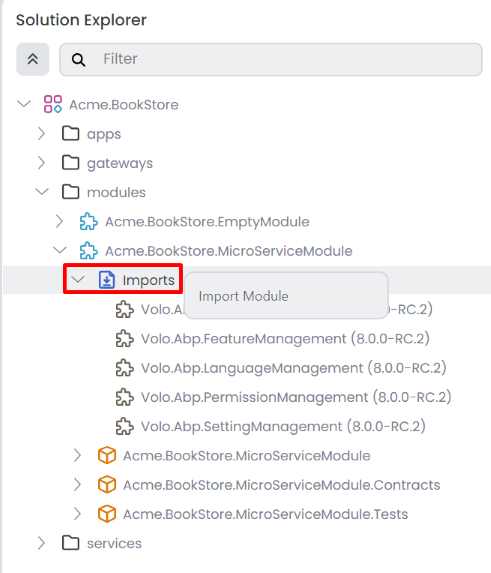 Solution Explorer
Filter
Acme.BookStore
apps
gateways
modules
Acme.BookStore.EmptyModule
Acme.BookStore.MicroServiceModule
Imports
Import Module
-RC.2)
Volo.Abp.FeatureManagement (8.0.0-RC.2)
Volo.Abp.LanguageManagement (8.0.0-RC.2)
Volo.Abp.PermissionManagement (8.0.0-RC.2)
Volo.Abp.SettingManagement (8.0.0-RC.2)
Acme.BookStore.MicroServiceModule
Acme.BookStore.MicroServiceModule.Contracts
Acme.BookStore.MicroServiceModule.Tests
services